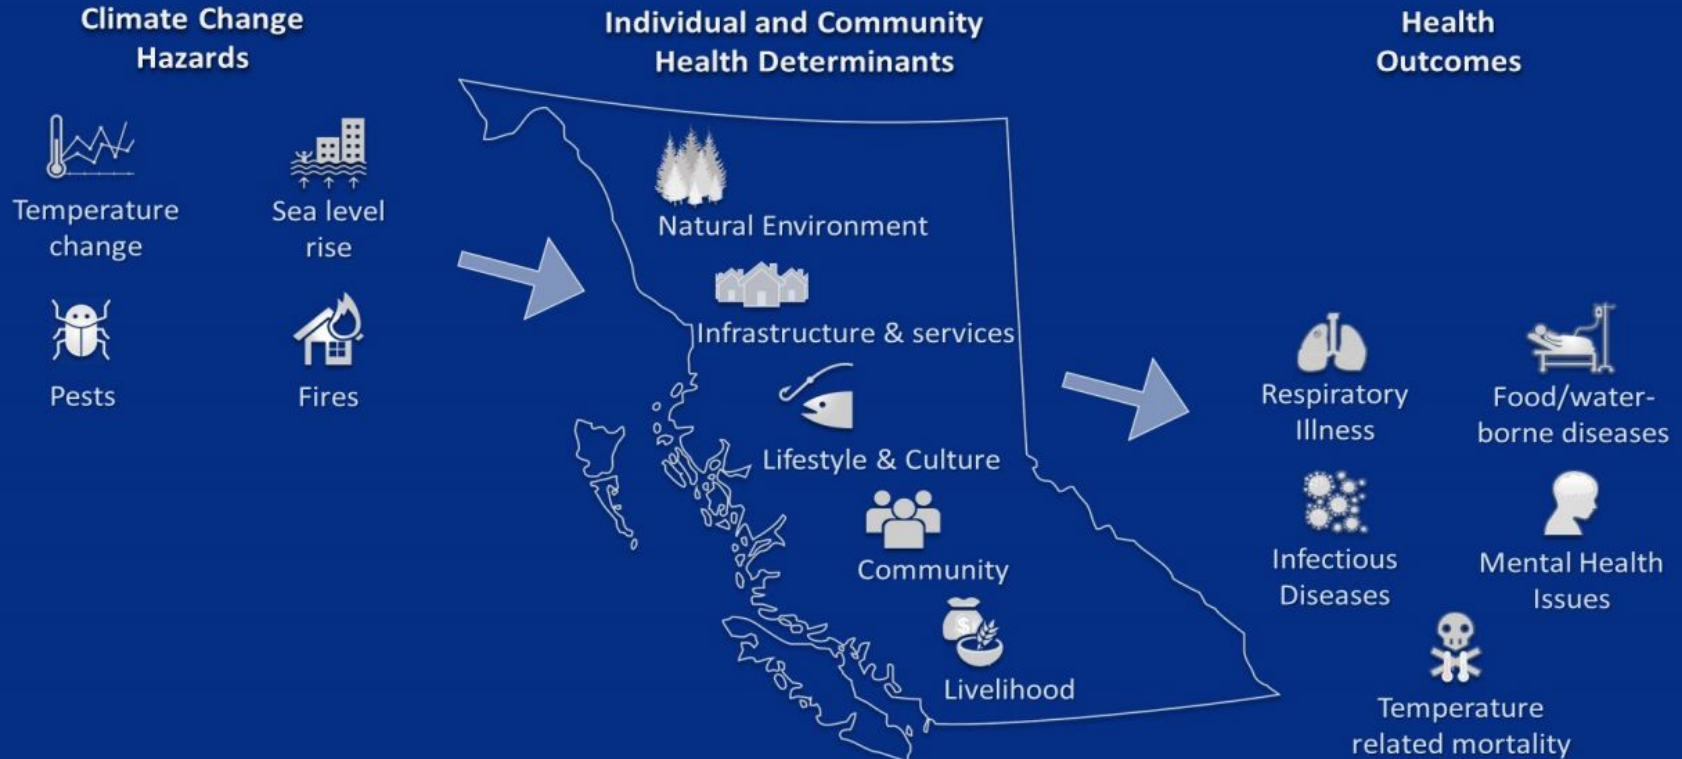 Climate Change
Hazards
Temperature
change
Sea level
rise
Pests
Fires
Individual and Community
Health Determinants
Natural Environment
Infrastructure & services
Lifestyle & Culture
Community
$
Livelihood
Health
Outcomes
Respiratory
Illness
Food/water-
borne diseases
Infectious
Diseases
Mental Health
Issues
Temperature
related mortality